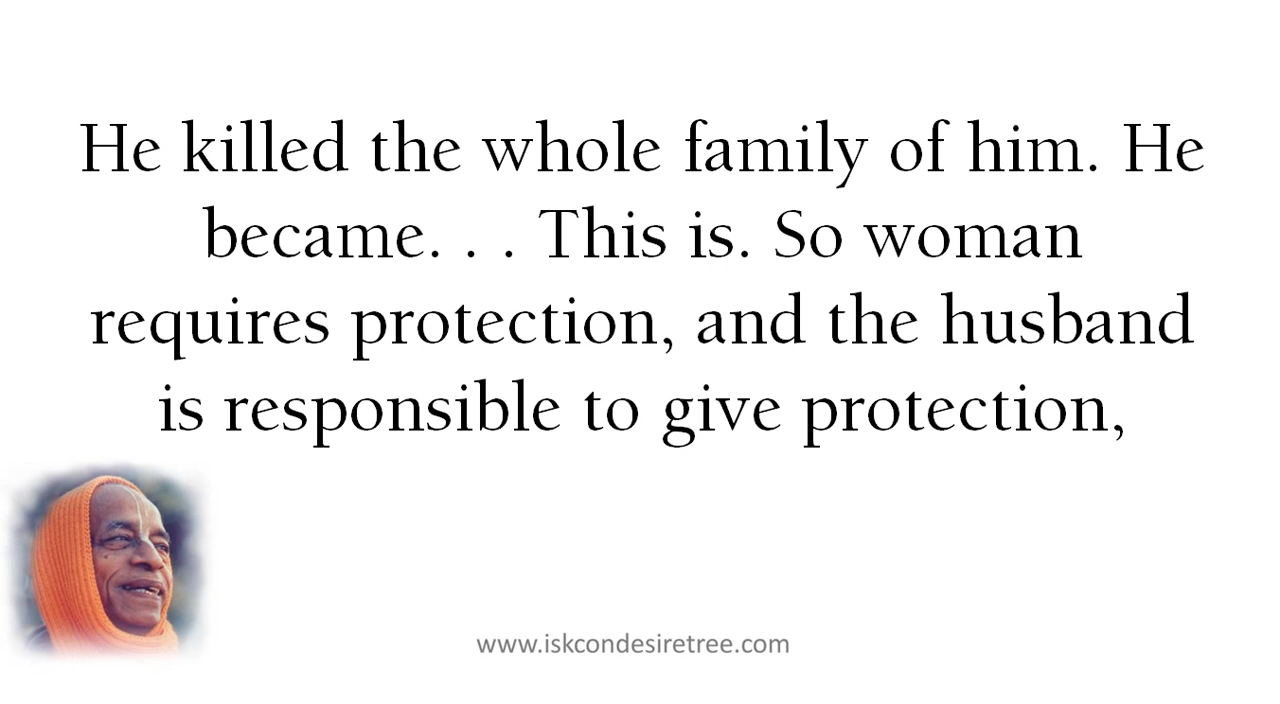 He killed the whole family of him. He
became. . . This is. So woman
requires protection, and the husband
is responsible to give protection,
www.iskcondesiretree.com